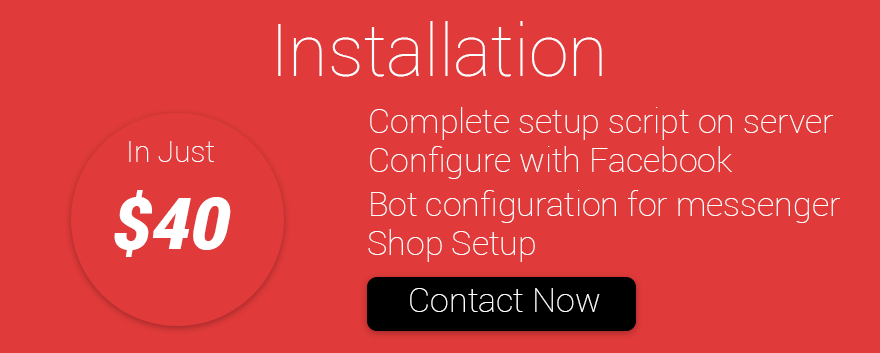 Installation
In Just
$40
Complete setup script on server
Configure with Facebook
Bot configuration for messenger
Shop Setup
Contact Now